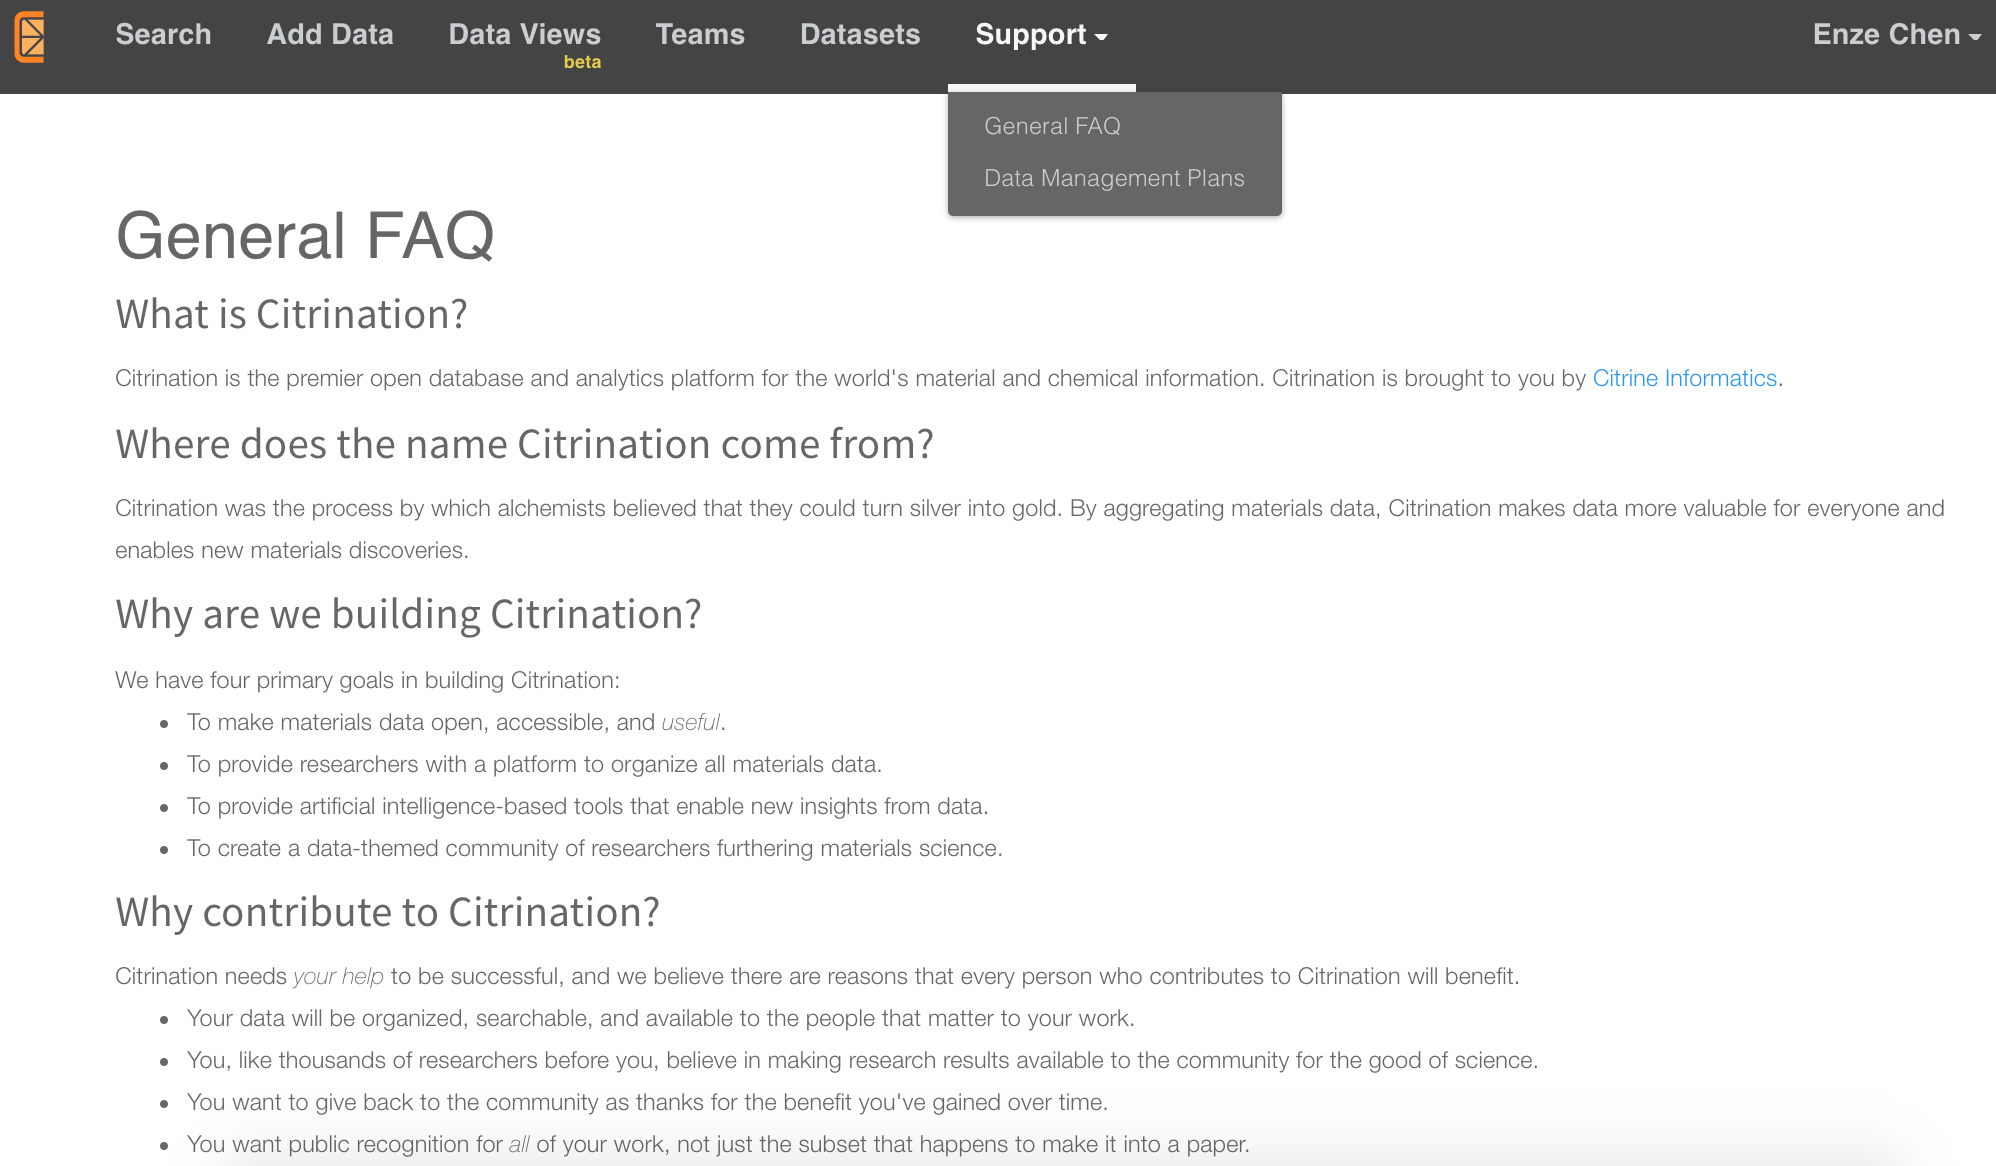 Search Add Data Data Views Teams Datasets Support Enze Chen
beta
General FAQ
Data Management Plans
General FAQ
What is Citrination?
Citrination is the premier open database and analytics platform for the world's material and chemical information. Citrination is brought to you by Citrine Informatics.
Where does the name Citrination come from?
Citrination was the process by which alchemists believed that they could turn silver into gold. By aggregating materials data, Citrination makes data more valuable for everyone and
enables new materials discoveries.
Why are we building Citrination?
We have four primary goals in building Citrination:
• To make materials data open, accessible, and useful.
• To provide researchers with a platform to organize all materials data.
• To provide artificial intelligence-based tools that enable new insights from data.
• To create a data-themed community of researchers furthering materials science.
Why contribute to Citrination?
Citrination needs your help to be successful, and we believe there are reasons that every person who contributes to Citrination will benefit.
• Your data will be organized, searchable, and available to the people that matter to your work.
• You, like thousands of researchers before you, believe in making research results available to the community for the good of science.
• You want to give back to the community as thanks for the benefit you've gained over time.
• You want public recognition for all of your work, not just the subset that happens to make it into a paper.